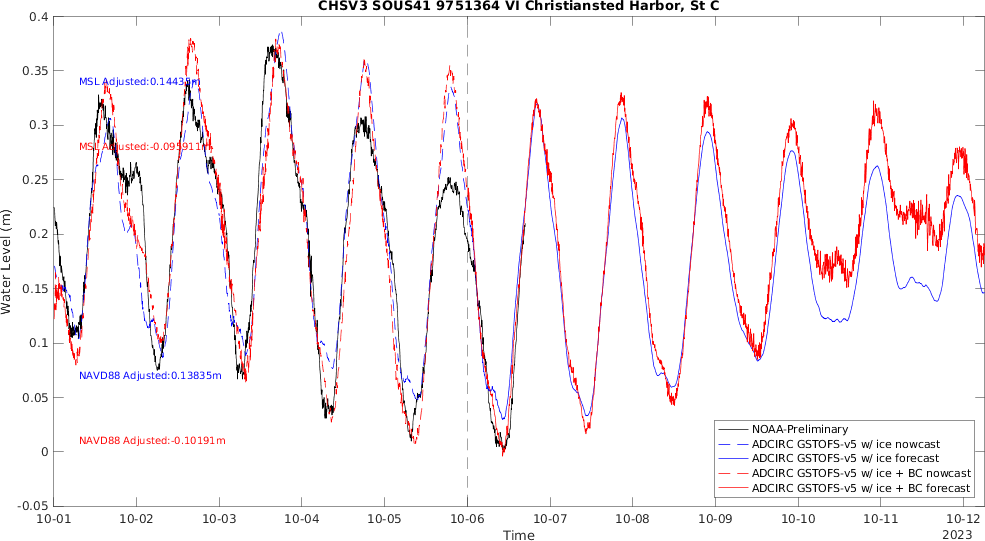 CHSV3 SOUS41 9751364 VI Christiansted Harbor, St C
0.4
0.35
0.3
0.25
0.2
0.15
0.1
0.05
0
-0.05
Water Level (m)
MSL Adjusted:0.14435m
MSL Adjusted:-0.095911m
NAVD88 Adjusted:0.13835m
NAVD88 Adjusted:-0.10191m
NOAA-Preliminary
ADCIRC GSTOFS-v5 w/ ice nowcast
ADCIRC GSTOFS-v5 w/ ice forecast
ADCIRC GSTOFS-v5 w/ ice + BC nowcast
ADCIRC GSTOFS-v5 w/ ice + BC forecast
10-01 10-02 10-03 10-04 10-05 10-06 10-07 10-08 10-09 10-10 10-11 10-12
Time
2023